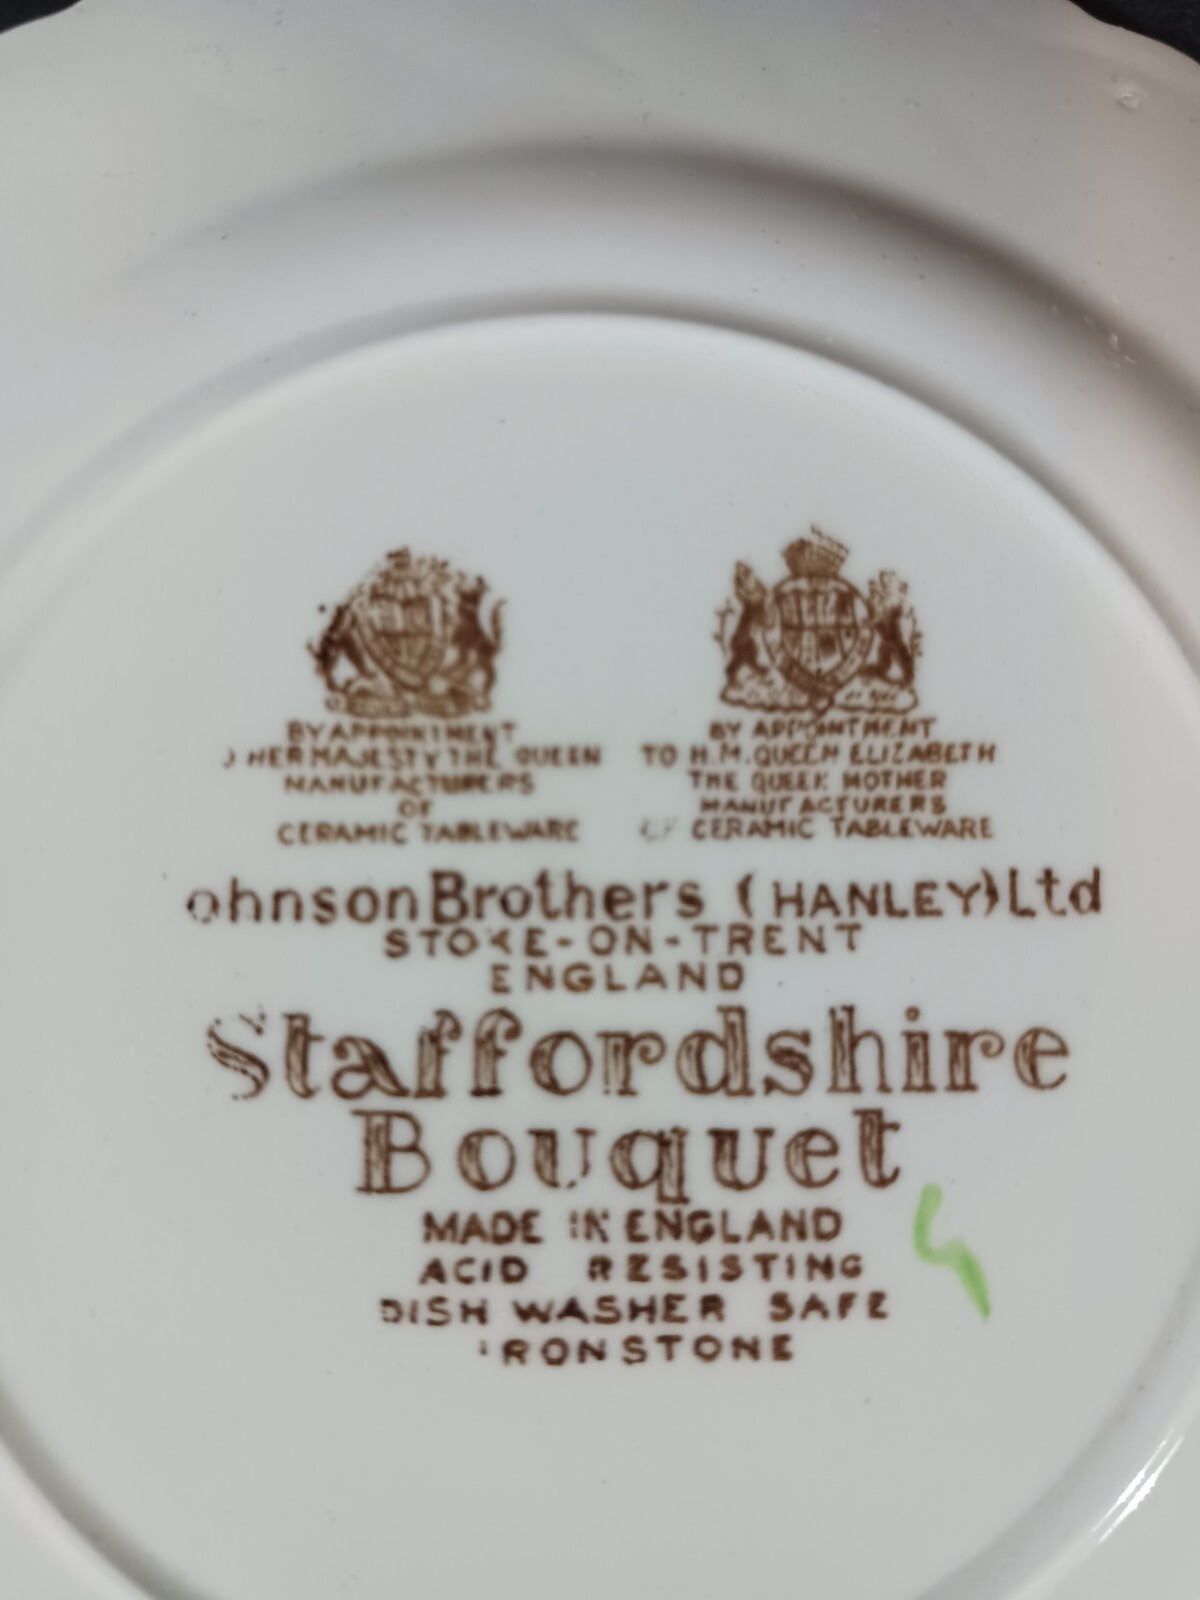 BY APPOINTMENT
O HER MAJESTY THE QUEEN
MANUFACTURERS
OF
CERAMIC TABLEWARE
BY APPOINTMENT
TO H.M. QUEEN ELIZABETH
THE QUEEN MOTHER
MANUFACTURERS
OF CERAMIC TABLEWARE
ohnson Brothers (HANLEY) Ltd
STOKE-ON-TRENT
ENGLAND
Staffordshire
Bouquet
MADE IN ENGLAND
ACID RESISTING
DISH WASHER SAFE
IRONSTONE